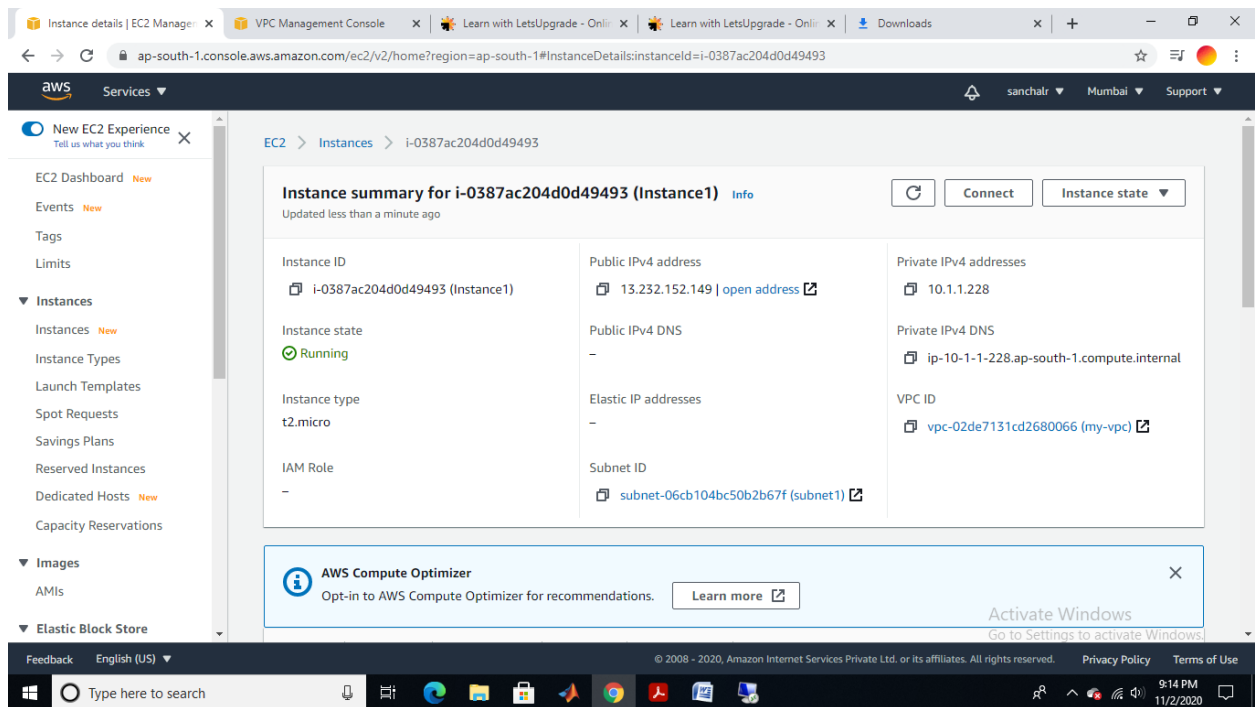 Instance details | EC2 Manager
VPC Management Console
Learn with LetsUpgrade - Onlin
Learn with LetsUpgrade - Onlin
Downloads
ap-south-1.console.aws.amazon.com/ec2/v2/home?region=ap-south-1#InstanceDetails:instanceId=i-0387ac204d0d49493
aws
Services
sanchalr
Mumbai
Support
New EC2 Experience
Tell us what you think
EC2 Dashboard New
Events New
Tags
Limits
Instances
Instances New
Instance Types
Launch Templates
Spot Requests
Savings Plans
Reserved Instances
Dedicated Hosts New
Capacity Reservations
Images
AMIs
Elastic Block Store
EC2 > Instances > i-0387ac204d0d49493
Instance summary for i-0387ac204d0d49493 (Instance1) Info
Updated less than a minute ago
Connect
Instance state
Instance ID
i-0387ac204d0d49493 (Instance1)
Public IPv4 address
13.232.152.149 | open address
Private IPv4 addresses
10.1.1.228
Instance state
Running
Public IPv4 DNS
–
Private IPv4 DNS
ip-10-1-1-228.ap-south-1.compute.internal
Instance type
t2.micro
Elastic IP addresses
–
VPC ID
vpc-02de7131cd2680066 (my-vpc)
IAM Role
–
Subnet ID
subnet-06cb104bc50b2b67f (subnet1)
AWS Compute Optimizer
Opt-in to AWS Compute Optimizer for recommendations.
Learn more
Activate Windows
Go to Settings to activate Windows.
Feedback
English (US)
© 2008 - 2020, Amazon Internet Services Private Ltd. or its affiliates. All rights reserved.
Privacy Policy
Terms of Use
Type here to search
9:14 PM
11/2/2020